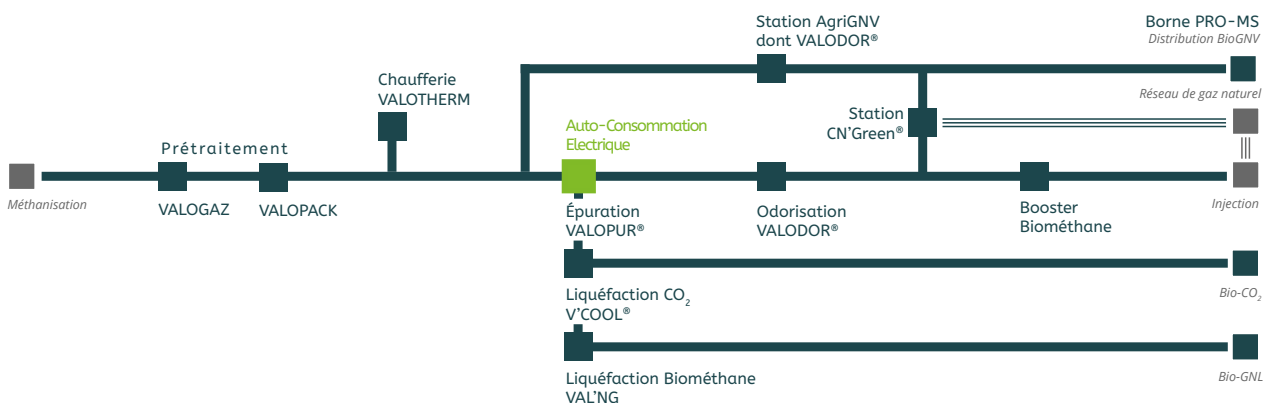 Station AgriGNV
dont VALODOR®
Borne PRO-MS
Distribution BioGNV
Chaufferie
VALOTHERM
Réseau de gaz naturel
Station
CN'Green®
Auto-Consommation
Electrique
Prétraitement
Méthanisation
VALOGAZ
VALOPACK
Épuration
VALOPUR®
Odorisation
VALODOR®
Booster
Biométhane
Injection
Liquéfaction CO₂
V'COOL®
Bio-CO₂
Liquéfaction Biométhane
VAL'NG
Bio-GNL